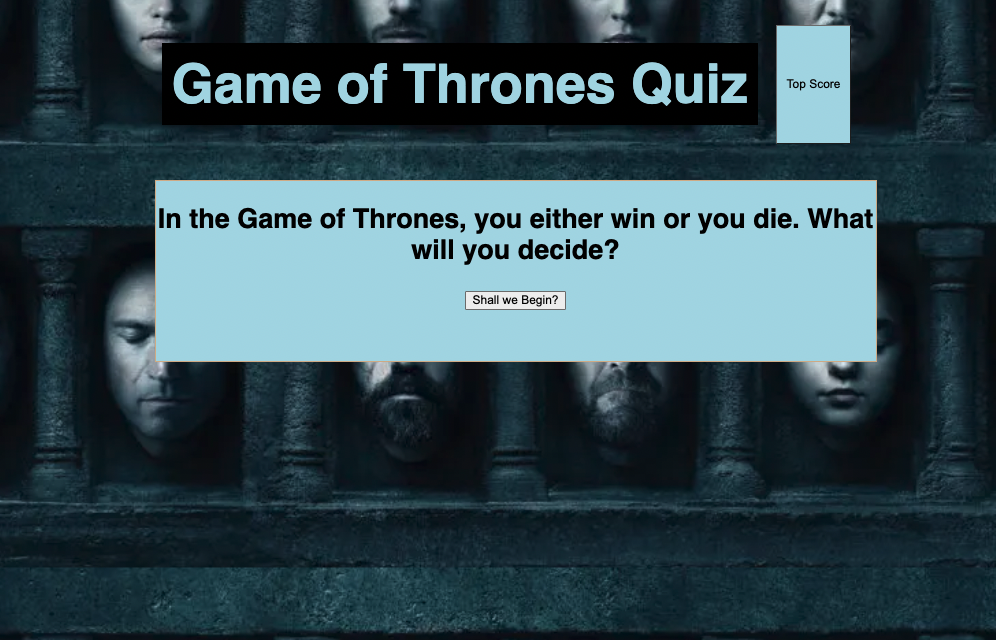 Game of Thrones Quiz
Top Score
In the Game of Thrones, you either win or you die. What
will you decide?
Shall we Begin?